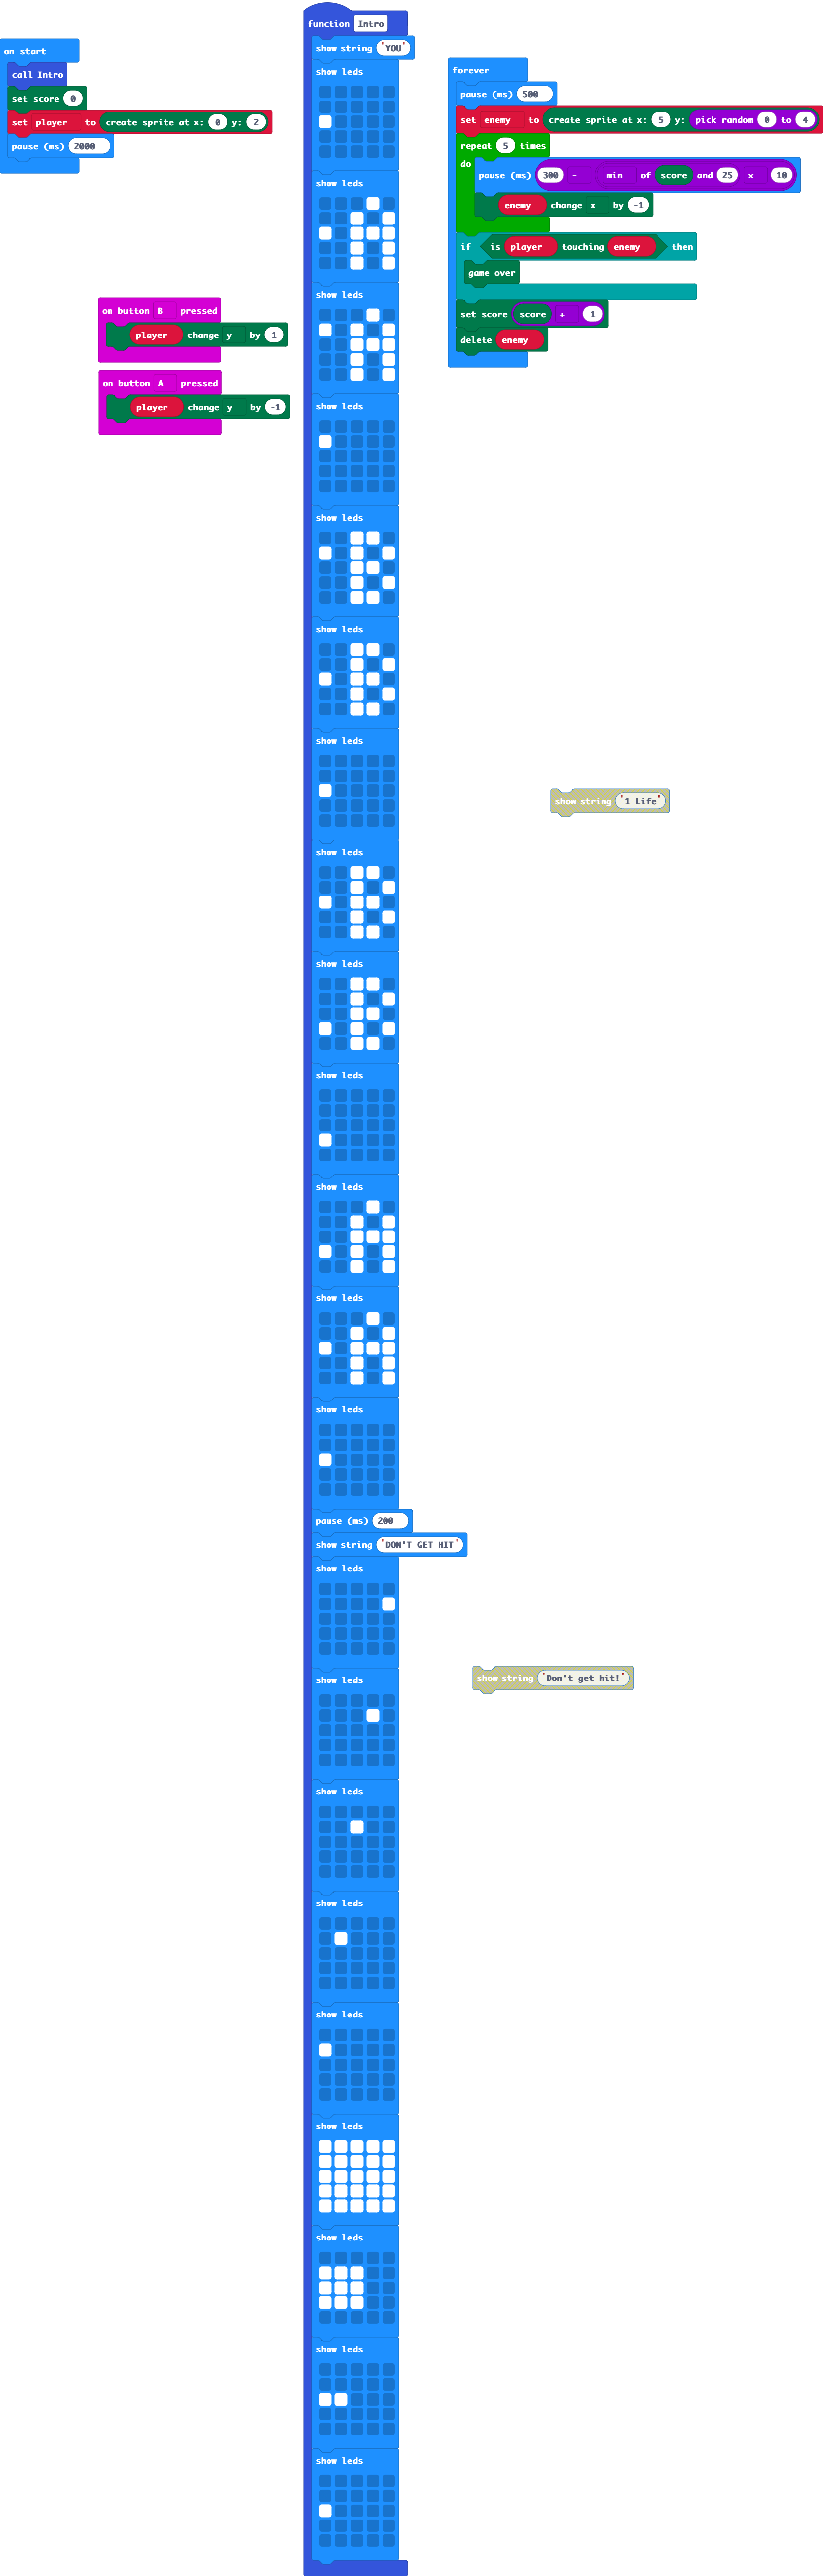 on start
call Intro
set score 0
set player to create sprite at x: 0 y: 2
pause (ms) 2000
on button B pressed
player change y by 1
on button A pressed
player change y by -1
function Intro
show string "YOU"
show leds
show leds
show leds
show leds
show leds
show leds
show leds
show leds
show leds
show leds
show leds
show leds
show leds
pause (ms) 200
show string "DON'T GET HIT"
show leds
show leds
show leds
show leds
show leds
show leds
show leds
show leds
show leds
forever
pause (ms) 500
set enemy to create sprite at x: 5 y: pick random 0 to 4
repeat 5 times
do
pause (ms) 300 - min of score and 25 x 10
enemy change x by -1
if is player touching enemy then
game over
set score score + 1
delete enemy
show string "1 Life"
show string "Don't get hit!"